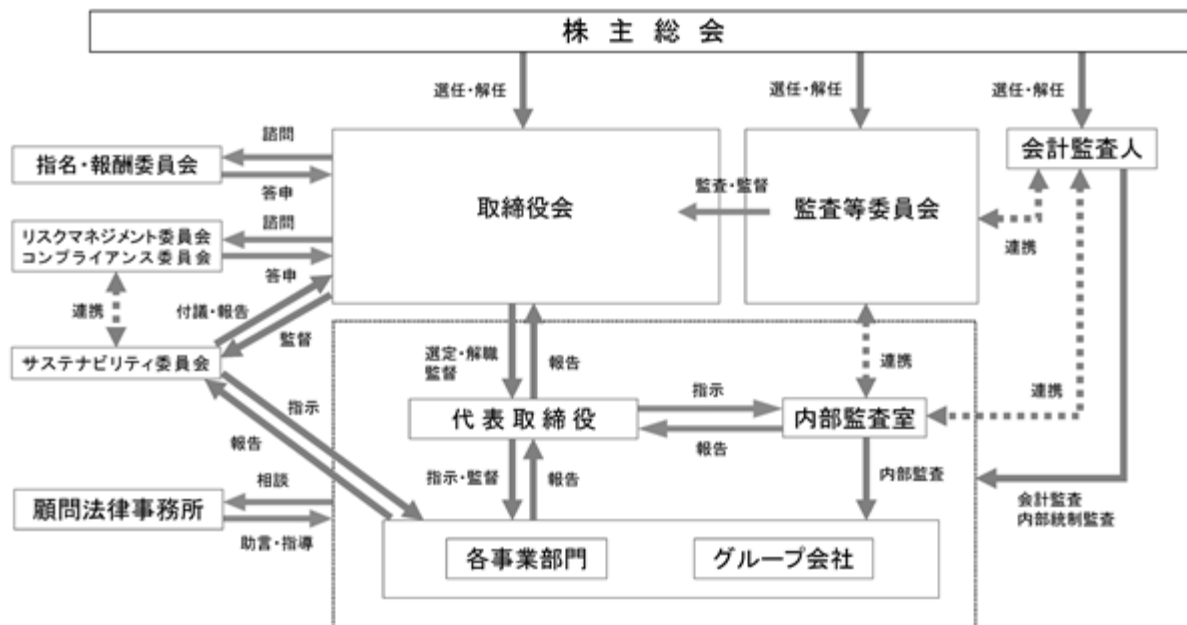 株主総会
選任・解任
選任・解任
選任・解任
諮問
指名・報酬委員会
答申
取締役会
監査・監督
監査等委員会
会計監査人
諮問
リスクマネジメント委員会
コンプライアンス委員会
答申
連携
連携
付議・報告
監督
サステナビリティ委員会
選定・解職
監督
報告
連携
指示
代表取締役
指示
報告
内部監査室
連携
報告
指示・監督
報告
内部監査
相談
顧問法律事務所
助言・指導
会計監査
内部統制監査
各事業部門
グループ会社